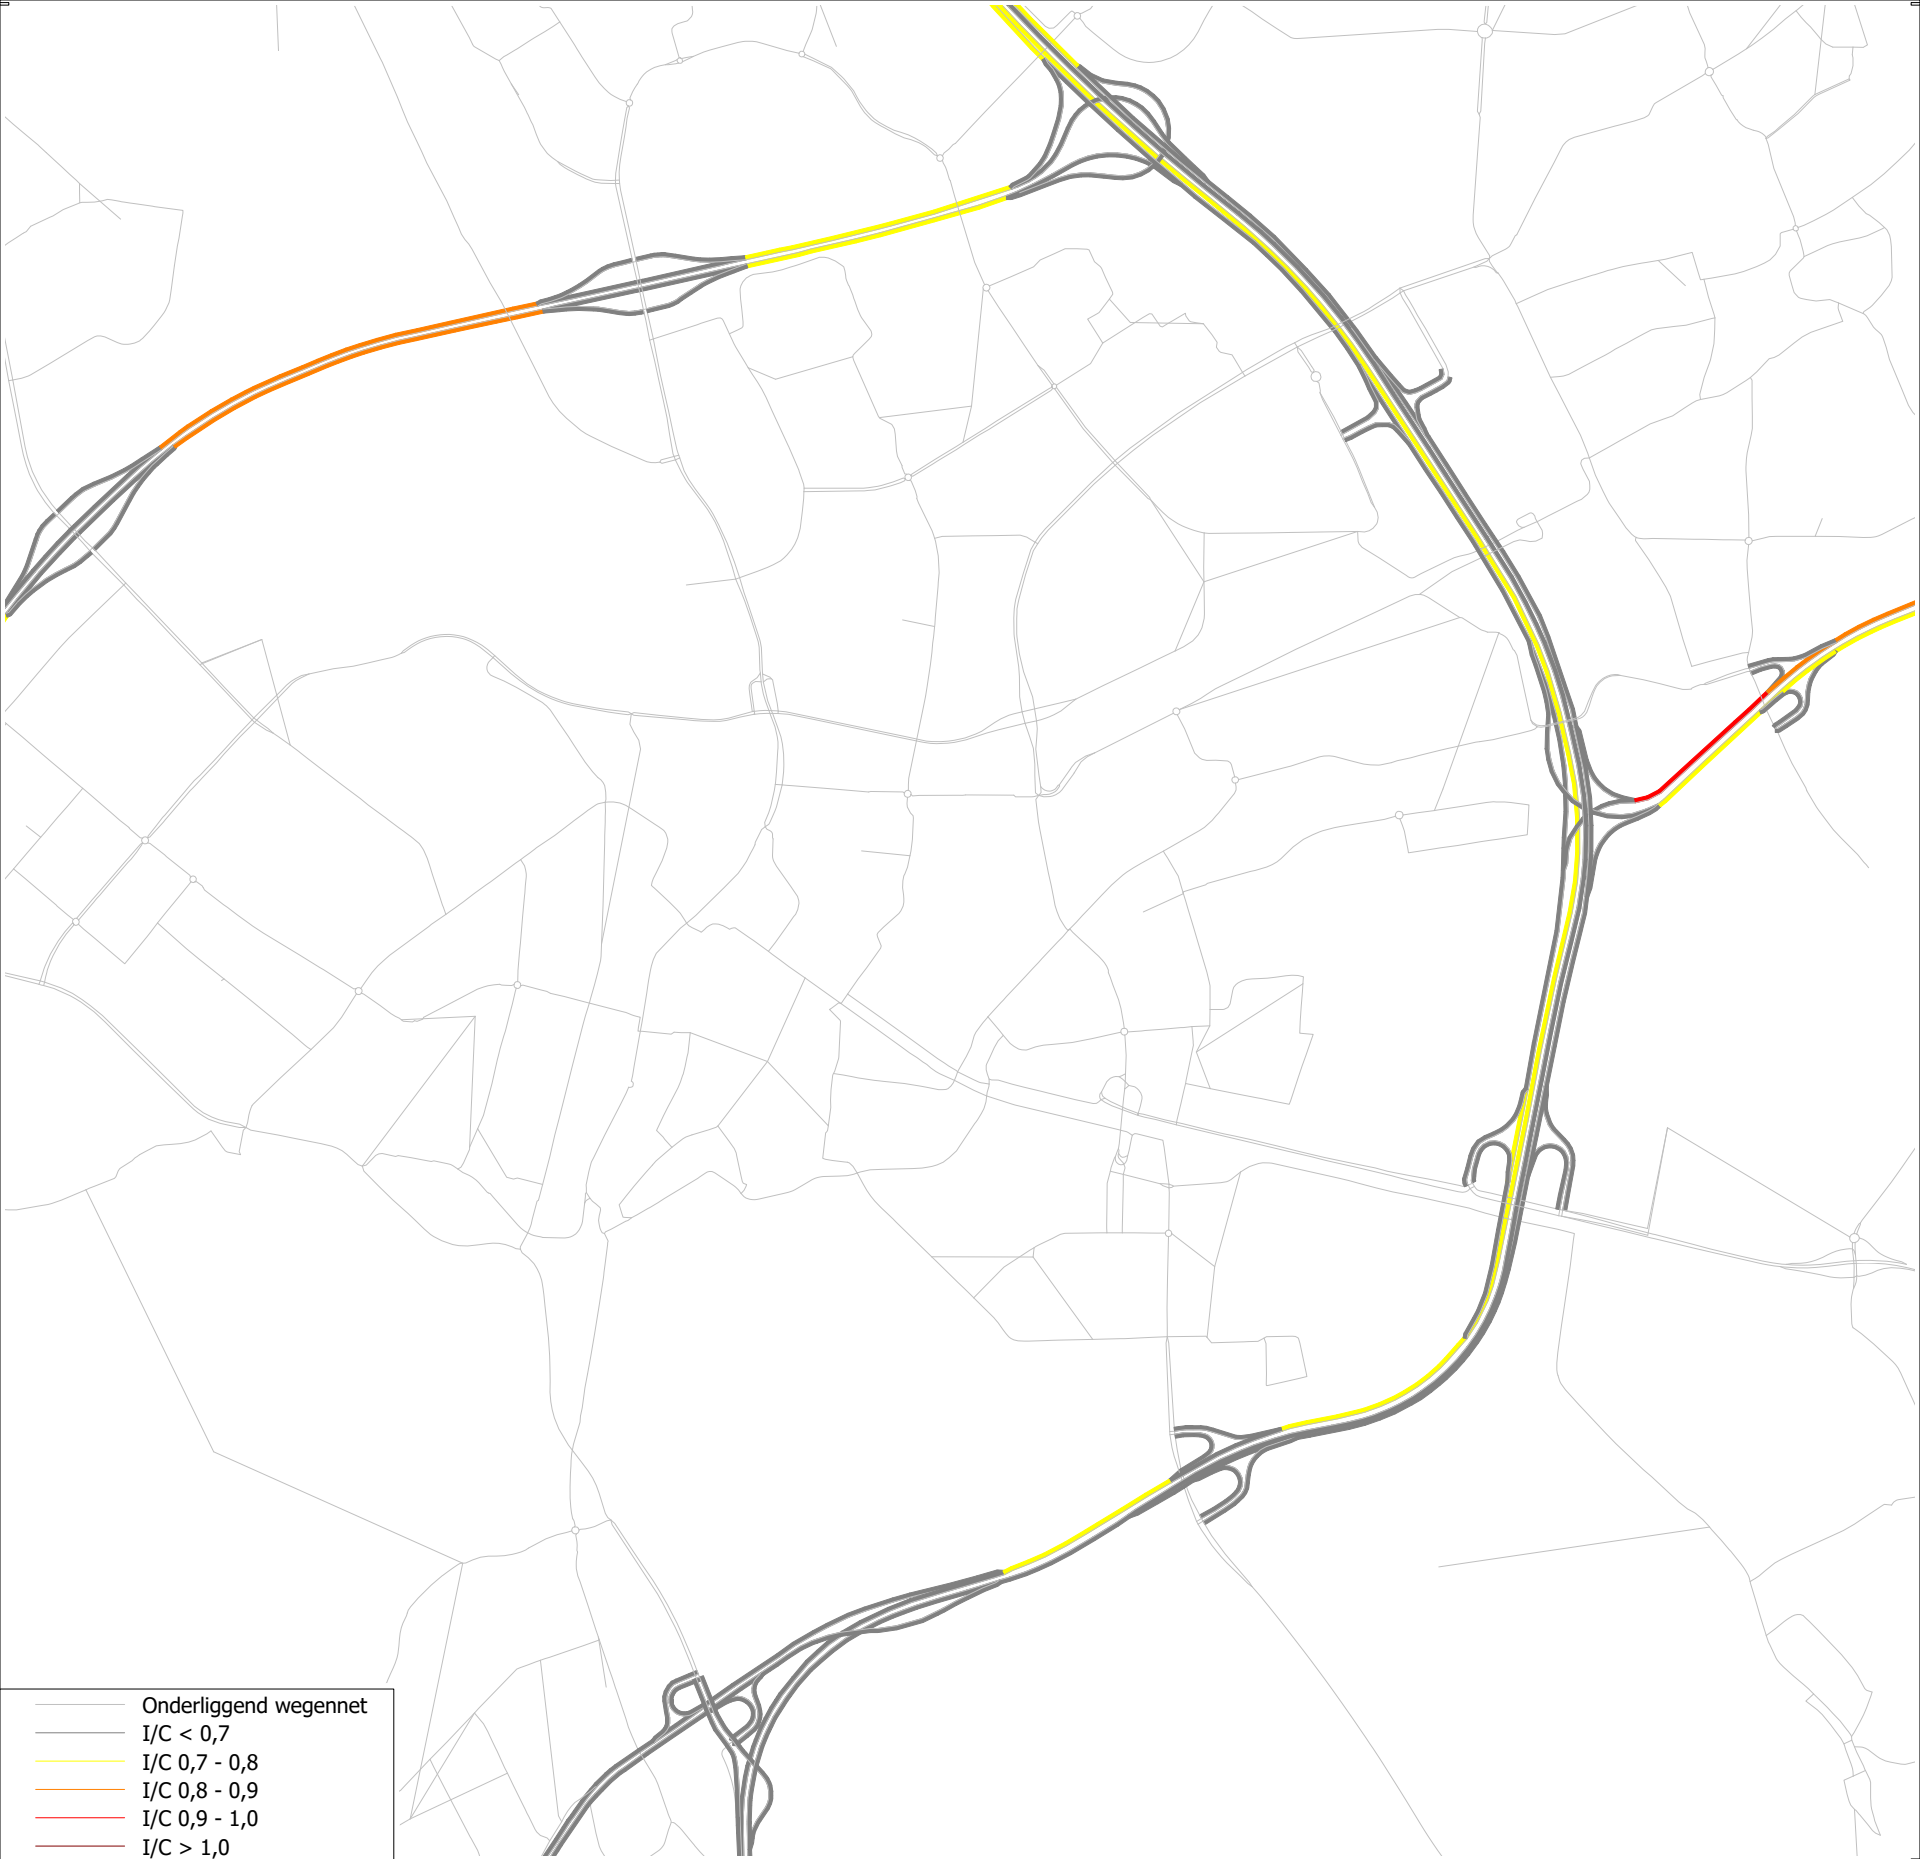 Onderliggend wegennet
I/C < 0,7
I/C 0,7 - 0,8
I/C 0,8 - 0,9
I/C 0,9 - 1,0
I/C > 1,0